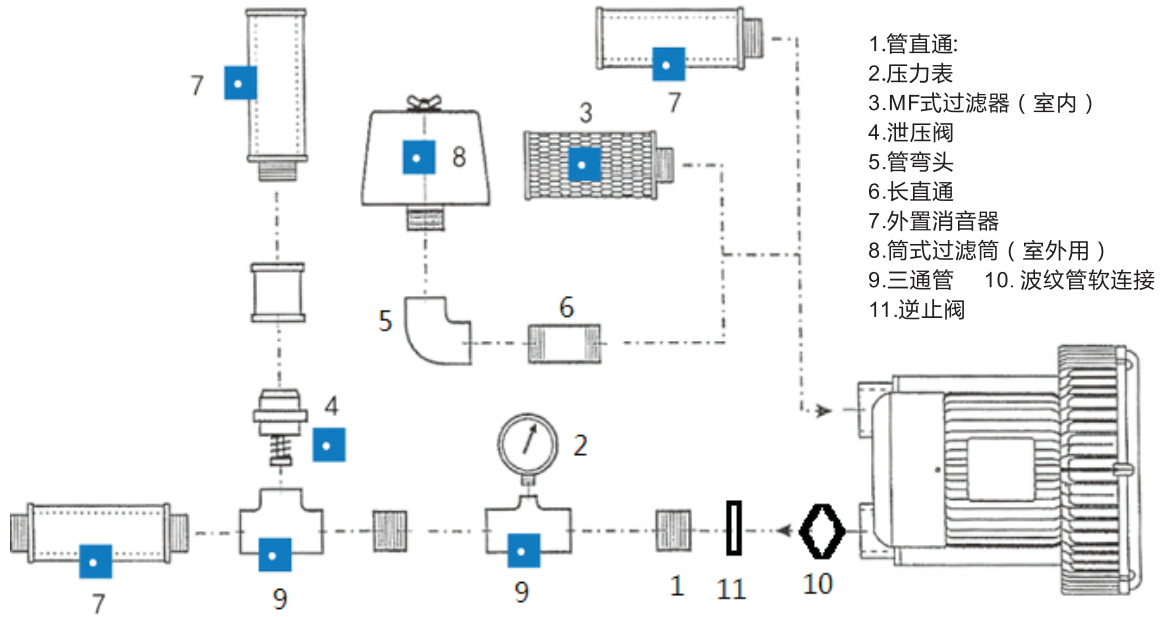 1.管直通:
2.压力表
3.MF式过滤器（室内）
4.泄压阀
5.管弯头
6.长直通
7.外置消音器
8.筒式过滤筒（室外用）
9.三通管 10. 波纹管软连接
11.逆止阀
7
7
3
8
5
6
4
2
7
9
9
1
11
10